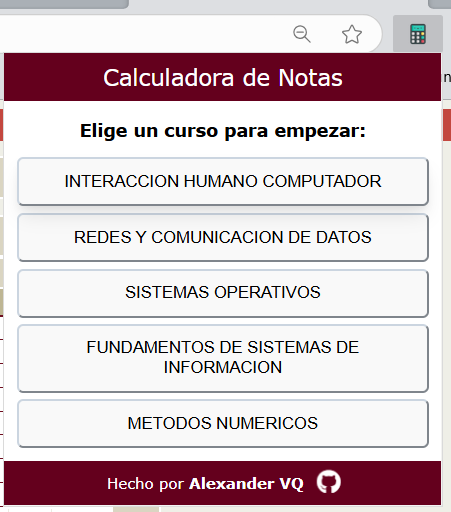 Calculadora de Notas
Elige un curso para empezar:
INTERACCION HUMANO COMPUTADOR
REDES Y COMUNICACION DE DATOS
SISTEMAS OPERATIVOS
FUNDAMENTOS DE SISTEMAS DE
INFORMACION
METODOS NUMERICOS
Hecho por Alexander VQ